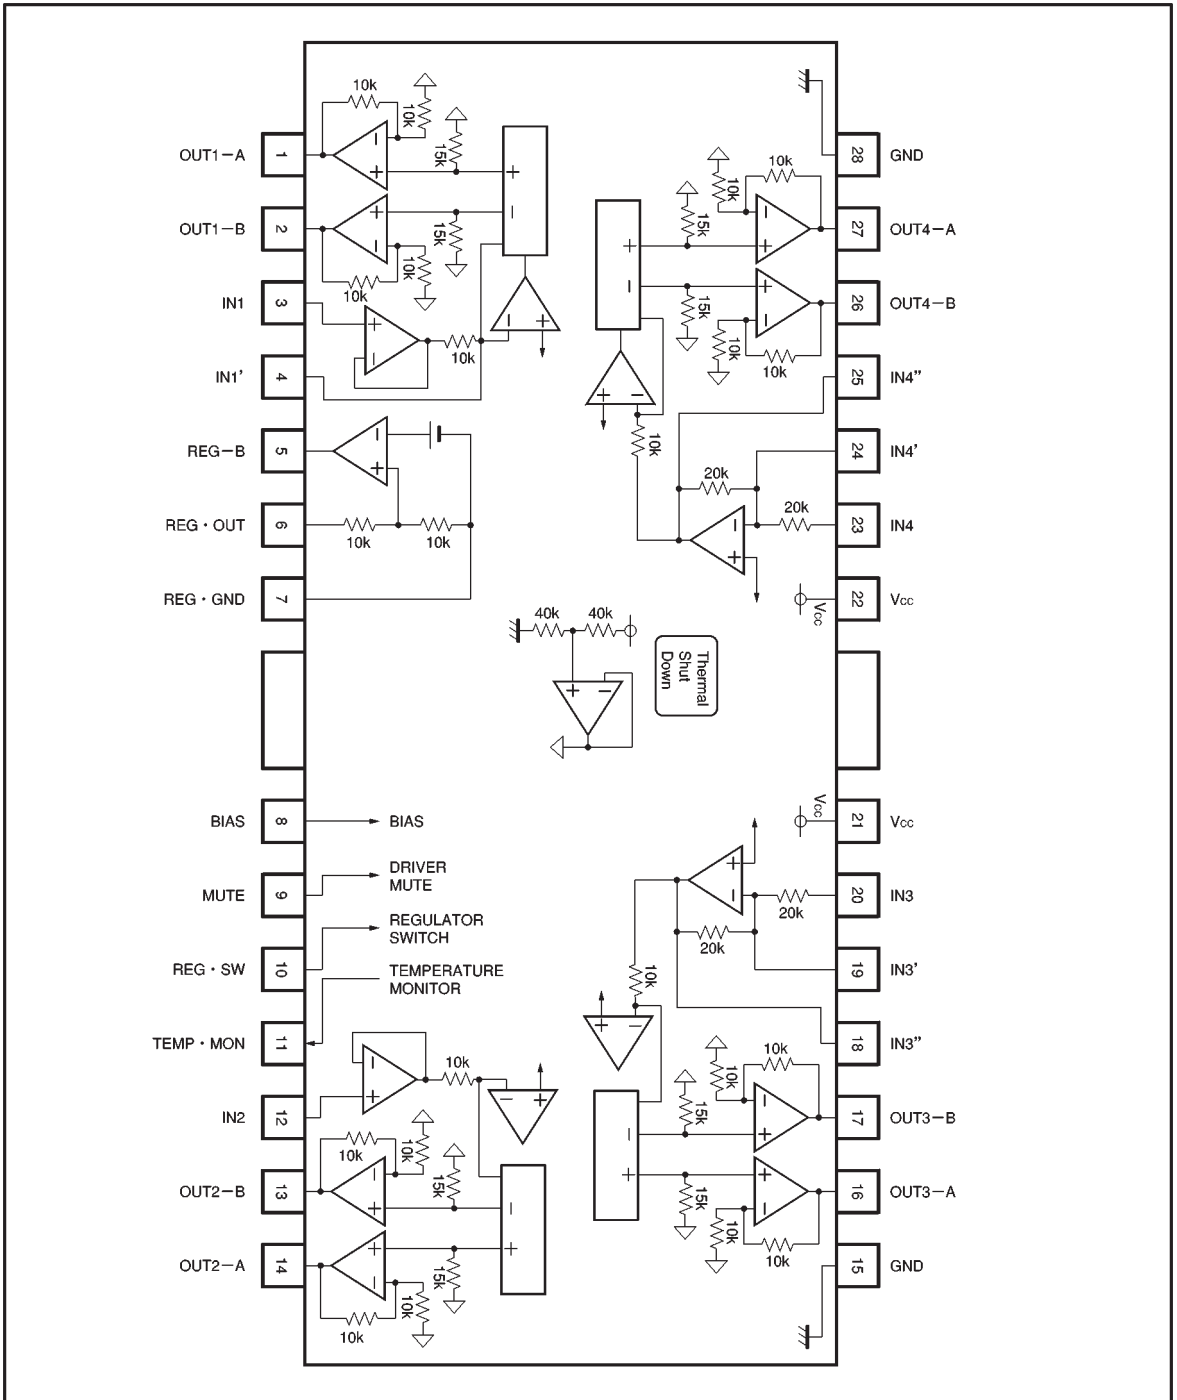 10k
10k
15k
OUT1-A
1
28
GND
10k
10k
OUT1-B
2
15k
15k
27
OUT4-A
10k
10k
IN1
3
15k
26
OUT4-B
10k
10k
10k
IN1'
4
25
IN4"
10k
REG-B
5
24
IN4'
20k
20k
REG・OUT
6
10k
10k
23
IN4
REG・GND
7
Vcc
22
Vcc
40k
40k
Thermal
Shut
Down
BIAS
8
BIAS
Vcc
21
Vcc
MUTE
9
DRIVER
MUTE
20k
20
IN3
REGULATOR
SWITCH
20k
REG・SW
10
TEMPERATURE
MONITOR
10k
19
IN3'
TEMP・MON
11
18
IN3"
10k
10k
10k
IN2
12
15k
17
OUT3-B
10k
10k
15k
OUT2-B
13
15k
16
OUT3-A
10k
10k
OUT2-A
14
15k
15
GND
10k
10k